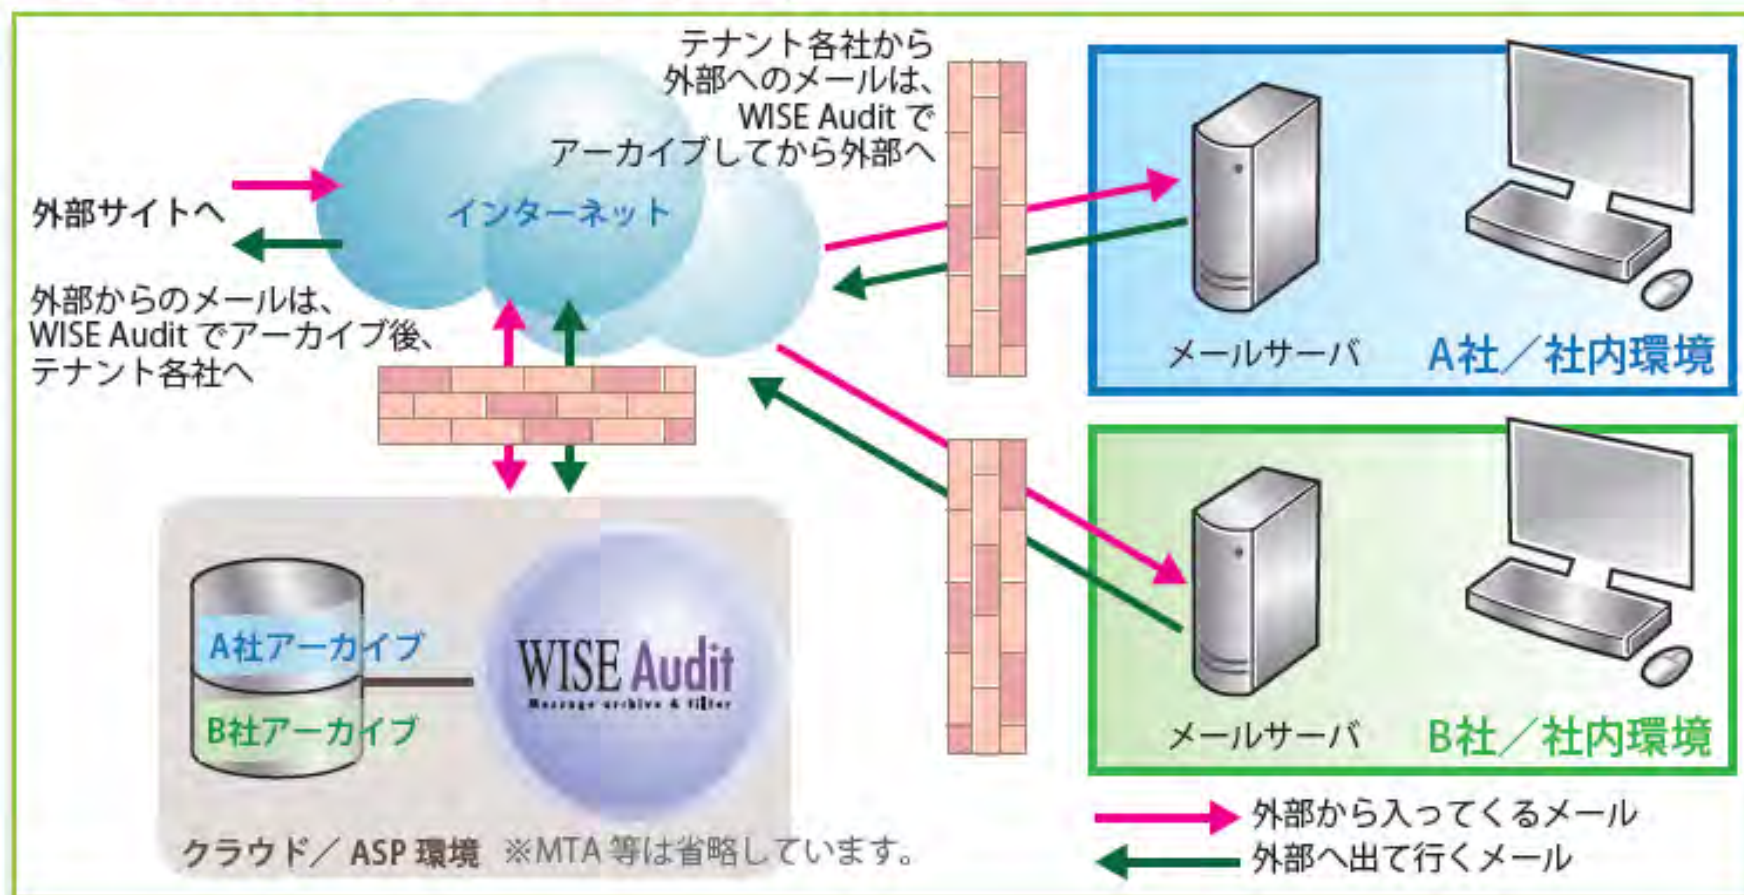 テナント各社から
外部へのメールは、
WISE Audit で
アーカイブしてから外部へ
外部サイトへ
インターネット
外部からのメールは、
WISE Audit でアーカイブ後、
テナント各社へ
メールサーバ
A社／社内環境
A社アーカイブ
B社アーカイブ
WISE Audit
Message archive & filter
メールサーバ
B社／社内環境
クラウド／ ASP 環境 ※MTA 等は省略しています。
外部から入ってくるメール
外部へ出て行くメール